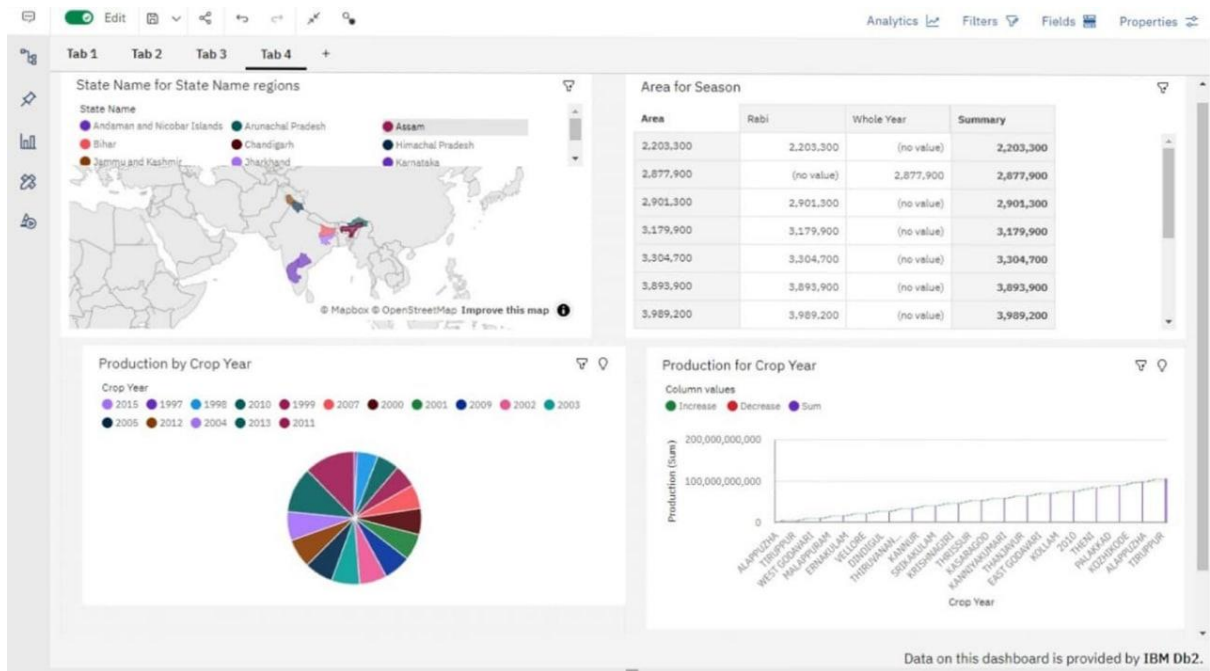 Edit
Analytics Filters Fields Properties
Tab 1 Tab 2 Tab 3 Tab 4 +
State Name for State Name regions
State Name
Andaman and Nicobar Islands Arunachal Pradesh Assam
Bihar Chandigarh Himachal Pradesh
Jammu and Kashmir Jharkhand Karnataka
© Mapbox © OpenStreetMap Improve this map
Area for Season
Area Rabi Whole Year Summary
2,203,300 2,203,300 (no value) 2,203,300
2,877,900 (no value) 2,877,900 2,877,900
2,901,300 2,901,300 (no value) 2,901,300
3,179,900 3,179,900 (no value) 3,179,900
3,304,700 3,304,700 (no value) 3,304,700
3,893,900 3,893,900 (no value) 3,893,900
3,989,200 3,989,200 (no value) 3,989,200
Production by Crop Year
Crop Year
2015 1997 1998 2010 1999 2007 2000 2001 2009 2002 2003
2012 2004 2013 2011
Production for Crop Year
Column values
Increase Decrease Sum
Production (Sum)
200,000,000,000
100,000,000,000
0
ALAPPUZHA
TIRUPPUR
WEST GODAVARI
MALAPPURAM
ERNAKULAM
VELLORE
DINDIGUL
THIRUVANAN...
KANNUR
SRIKAKULAM
KRISHNAGIRI
THRISSUR
KASARAGOD
KANNIYAKUMARI
THANJAVUR
EAST GODAVARI
KOLLAM
2010
THENI
PALAKKAD
KOZHIKODE
ALAPPUZHA
TIRUPPUR
Crop Year
Data on this dashboard is provided by IBM Db2.